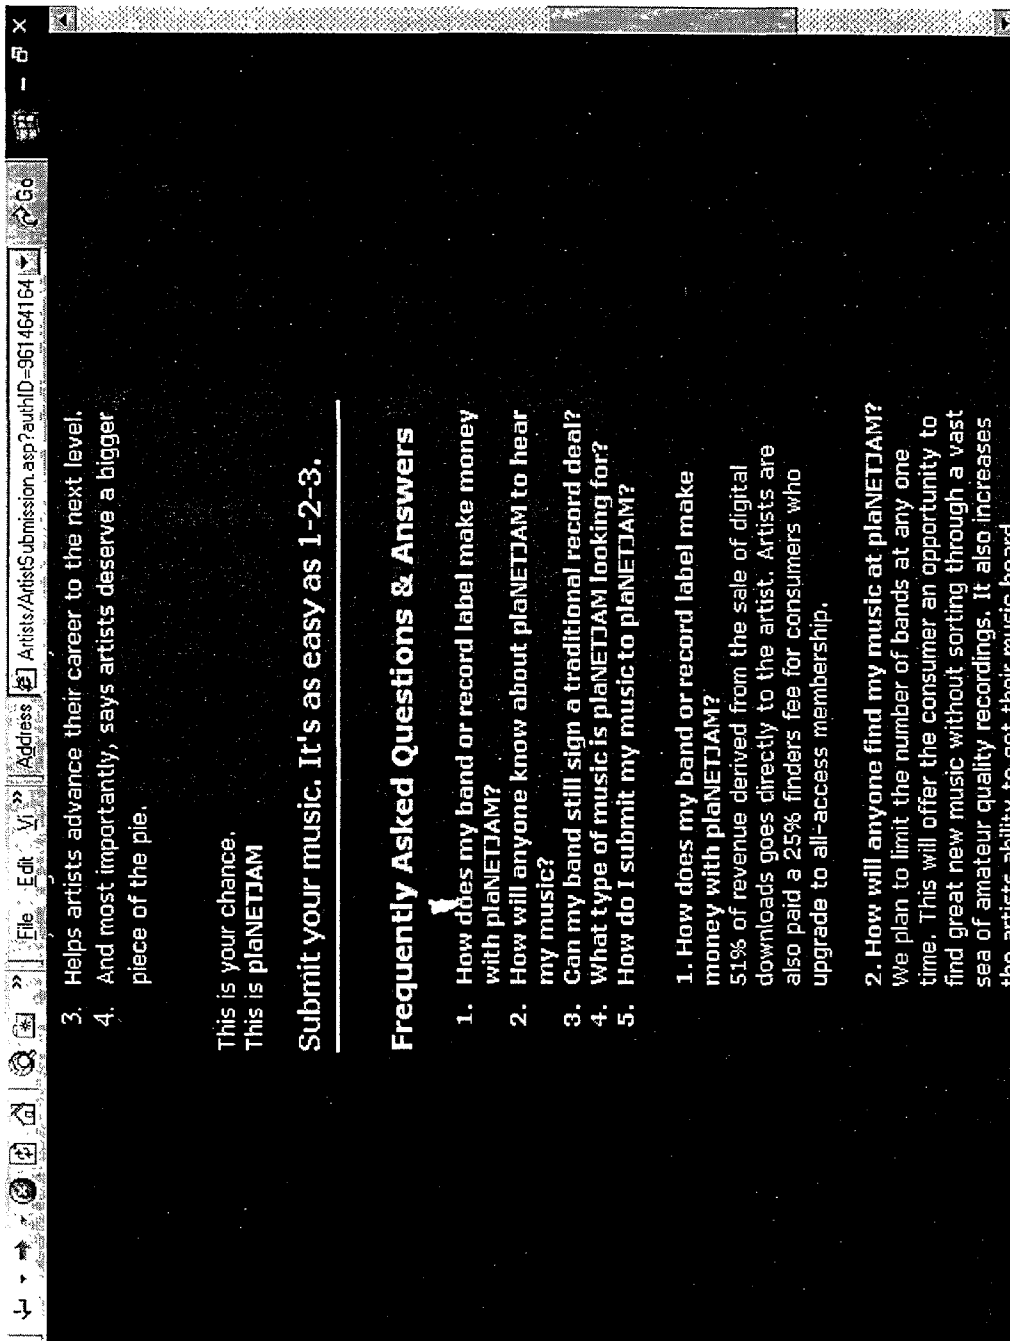 File Edit Vi » Address Artists/ArtistSubmission.asp?authID=961464164 Go
3. Helps artists advance their career to the next level.
4. And most importantly, says artists deserve a bigger
piece of the pie.
This is your chance.
This is plaNETJAM
Submit your music. It's as easy as 1-2-3.
Frequently Asked Questions & Answers
1. How does my band or record label make money
with plaNETJAM?
2. How will anyone know about plaNETJAM to hear
my music?
3. Can my band still sign a traditional record deal?
4. What type of music is plaNETJAM looking for?
5. How do I submit my music to plaNETJAM?
1. How does my band or record label make
money with plaNETJAM?
51% of revenue derived from the sale of digital
downloads goes directly to the artist. Artists are
also paid a 25% finders fee for consumers who
upgrade to all-access membership.
2. How will anyone find my music at plaNETJAM?
We plan to limit the number of bands at any one
time. This will offer the consumer an opportunity to
find great new music without sorting through a vast
sea of amateur quality recordings. It also increases
the artists ability to get their music heard